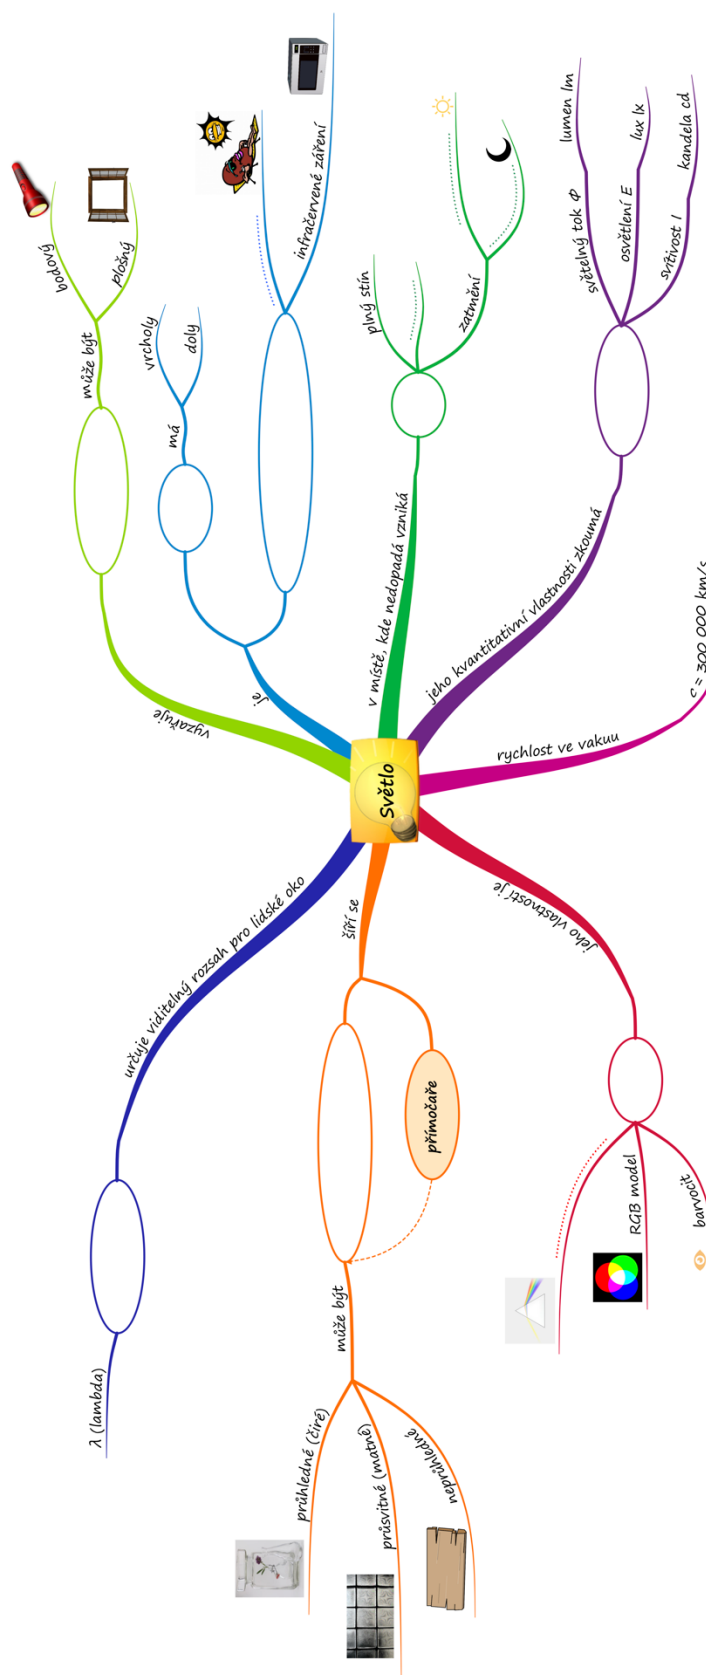 Světlo
vyzařuje
může být
bodový
plošný
je
má
vrcholy
doly
infračervené záření
v místě, kde nedopadá vzniká
plný stín
zatmění
jeho kvantitativní vlastnosti zkoumá
světelný tok Φ
lumen lm
osvětlení E
lux lx
svítivost I
kandela cd
rychlost ve vakuu
c = 300 000 km/s
jeho vlastností je
RGB model
barvocit
šíří se
přímočaře
může být
průhledné (čiré)
průsvitné (matné)
neprůhledné
určuje viditelný rozsah pro lidské oko
λ (lambda)